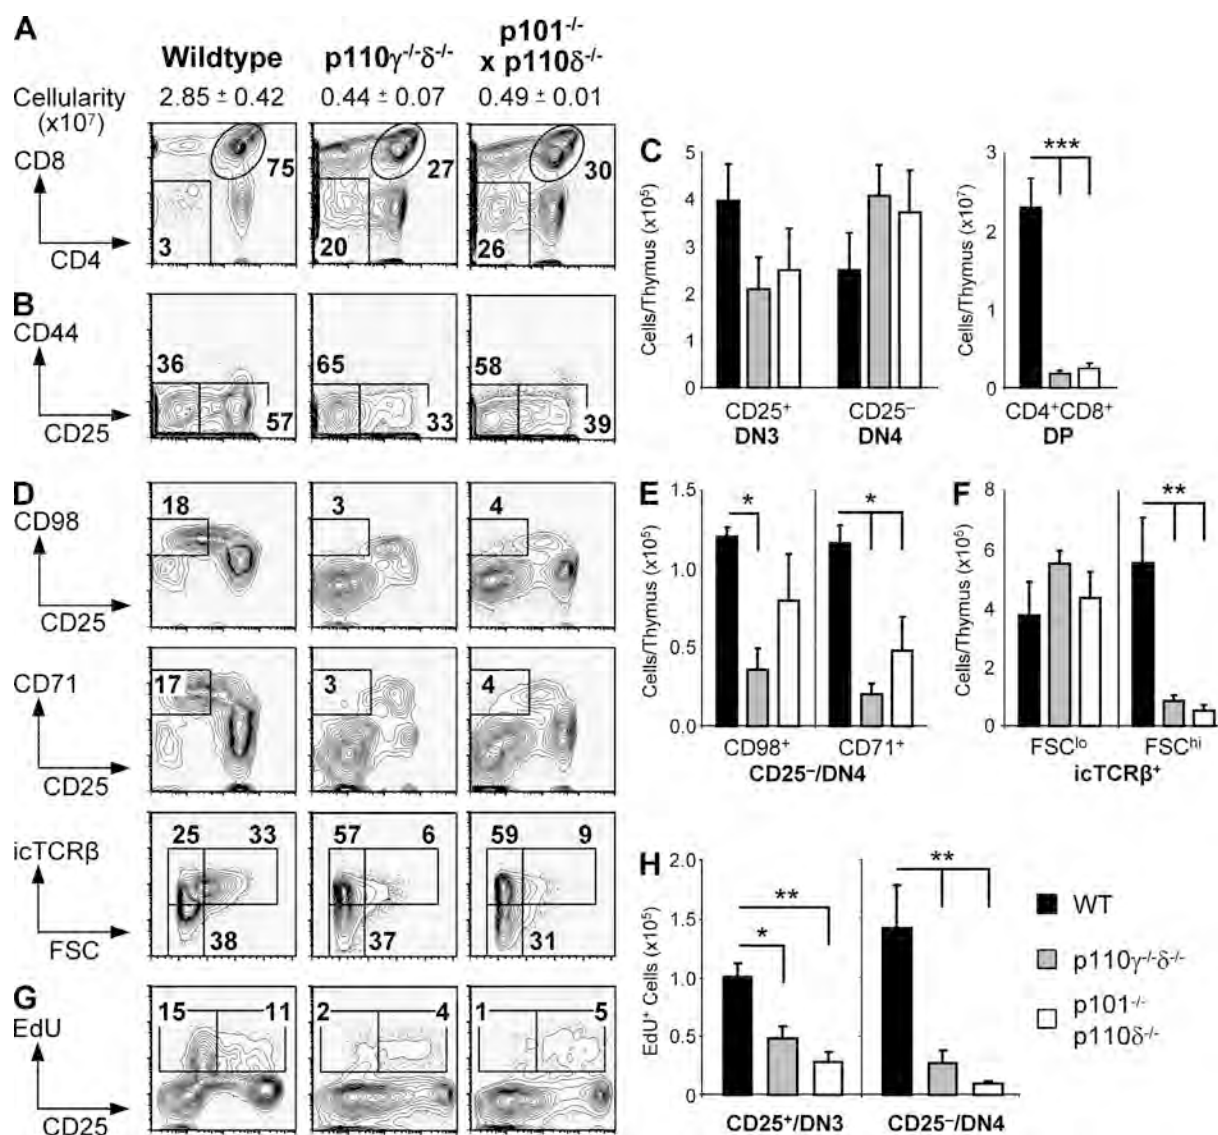 A
Wildtype p110γ⁻/⁻δ⁻/⁻ p101⁻/⁻
x p110δ⁻/⁻
Cellularity 2.85 ± 0.42 0.44 ± 0.07 0.49 ± 0.01
(x10⁷)
CD8
75 27 30
3 20 26
CD4
B
CD44
36 65 58
57 33 39
CD25
C
Cells/Thymus (x10⁵)
5
4
3
2
1
0
CD25⁺ CD25⁻
DN3 DN4
Cells/Thymus (x10⁷)
3
2
1
0
***
CD4⁺CD8⁺
DP
D
CD98
18 3 4
CD25
CD71
17 3 4
CD25
icTCRβ
25 33 57 6 59 9
38 37 31
FSC
E
Cells/Thymus (x10⁵)
1.5
1.0
0.5
0.0
* *
CD98⁺ CD71⁺
CD25⁻/DN4
F
Cells/Thymus (x10⁵)
8
6
4
2
0
**
FSCˡᵒ FSCʰⁱ
icTCRβ⁺
G
EdU
15 11 2 4 1 5
CD25
H
EdU⁺ Cells (x10⁵)
2.0
1.5
1.0
0.5
0
**
*
**
CD25⁺/DN3 CD25⁻/DN4
WT
p110γ⁻/⁻δ⁻/⁻
p101⁻/⁻
p110δ⁻/⁻